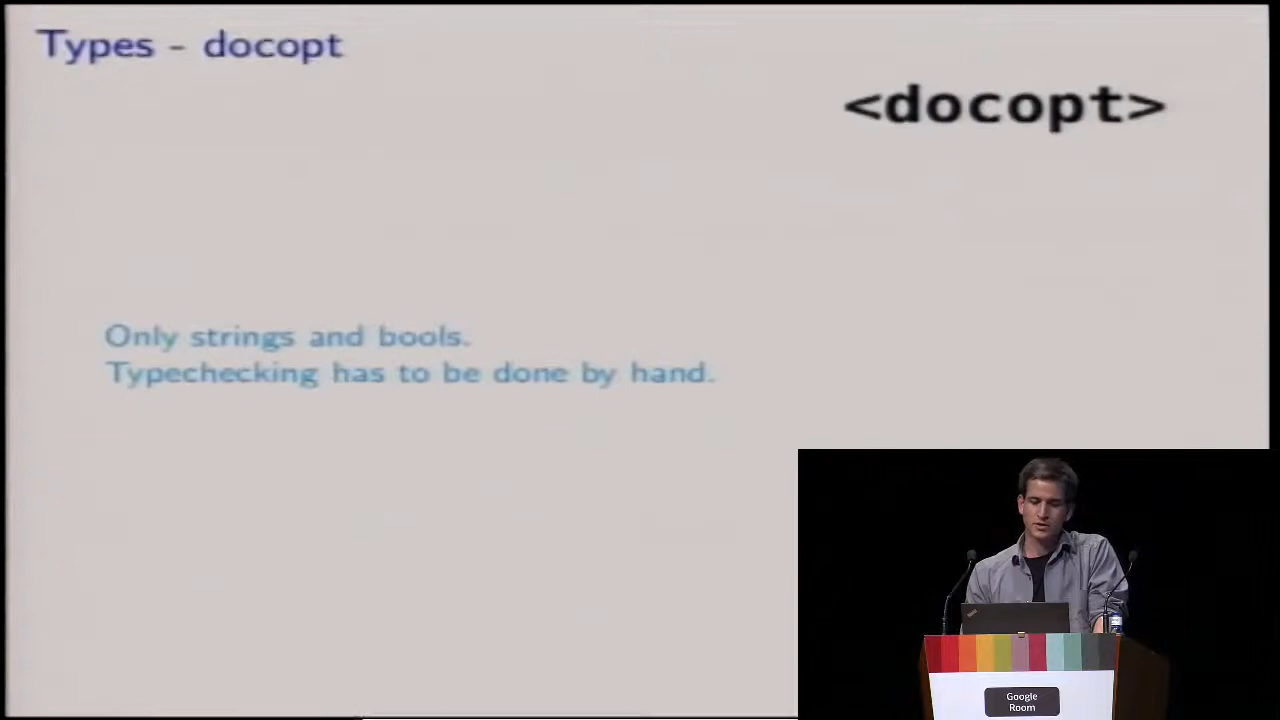 Types - docopt
<docopt>
Only strings and bools.
Typechecking has to be done by hand.
Google
Room